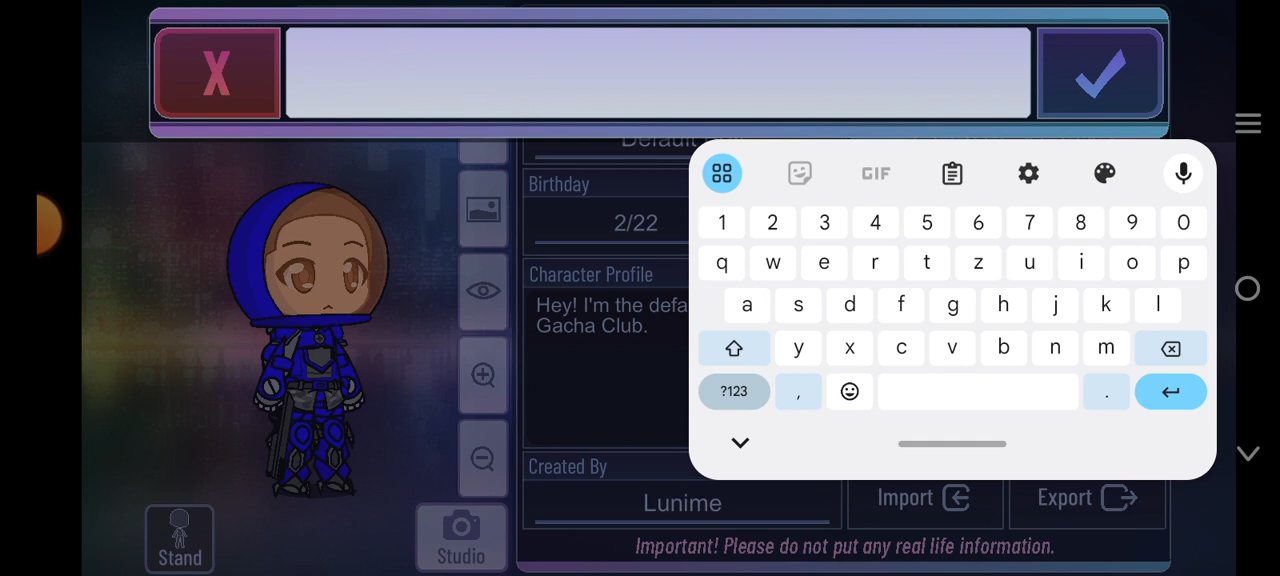 X
Default
Birthday
2/22
Character Profile
Hey! I'm the defa
Gacha Club.
Created By
Lunime
Import
Export
Important! Please do not put any real life information.
Stand
Studio
GIF
1 2 3 4 5 6 7 8 9 0
q w e r t z u i o p
a s d f g h j k l
y x c v b n m
?123 , .